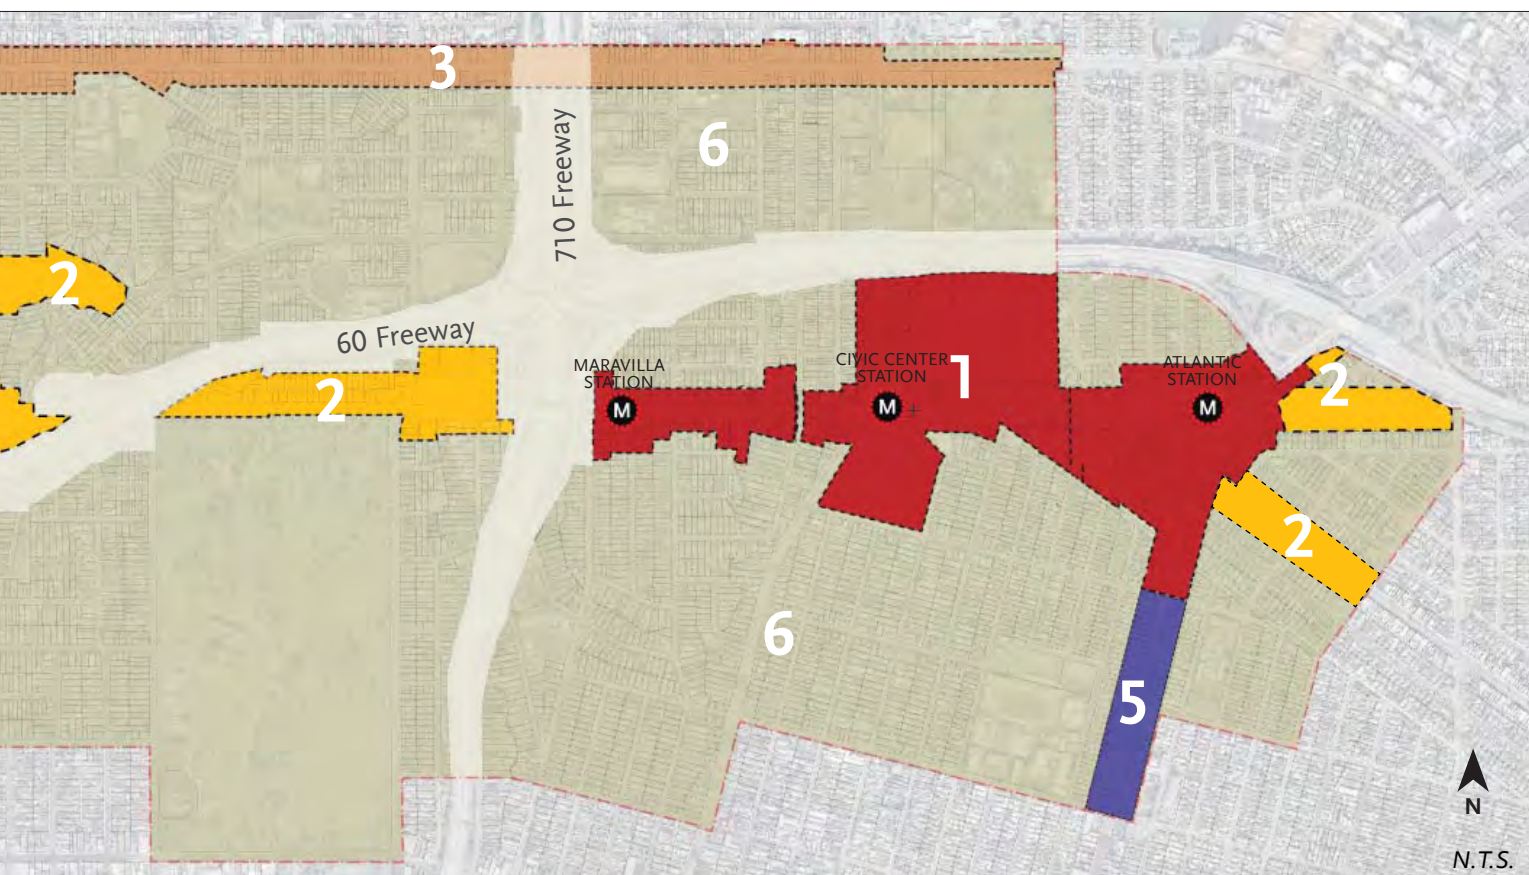 3
6
710 Freeway
2
60 Freeway
2
MARAVILLA
STATION
M
CIVIC CENTER
STATION
M
1
ATLANTIC
STATION
M
2
2
6
5
N
N.T.S.